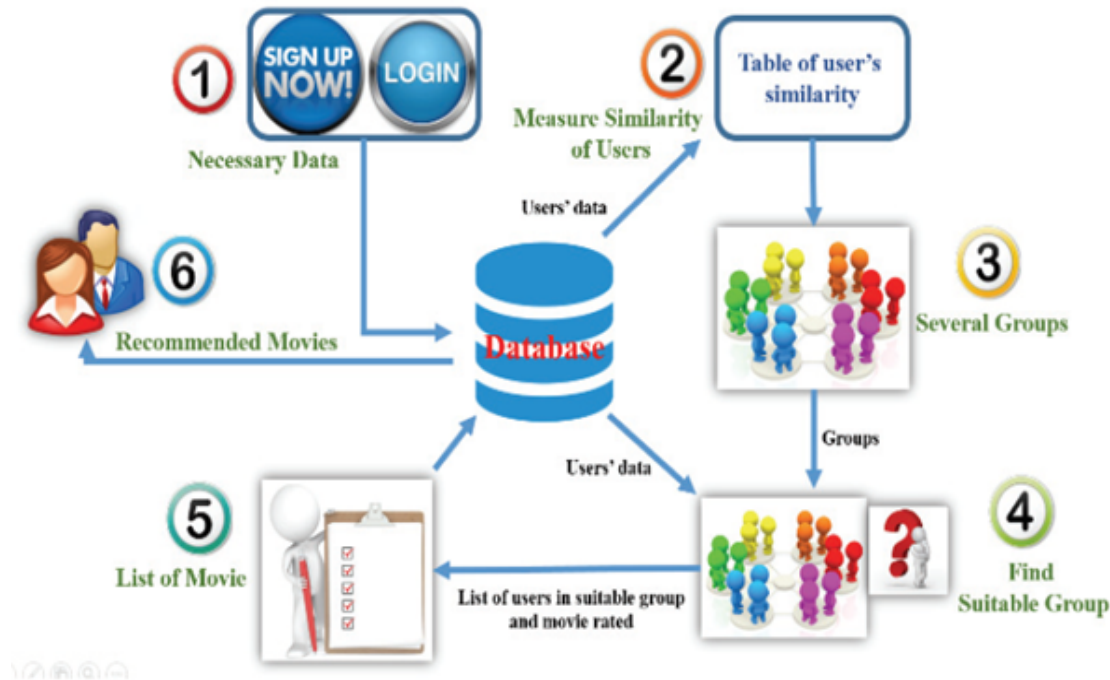 1
SIGN UP
NOW!
LOGIN
Necessary Data
2
Measure Similarity
of Users
Table of user's
similarity
Users' data
3
Several Groups
6
Recommended Movies
Database
Groups
Users' data
5
List of Movie
List of users in suitable group
and movie rated
4
Find
Suitable Group